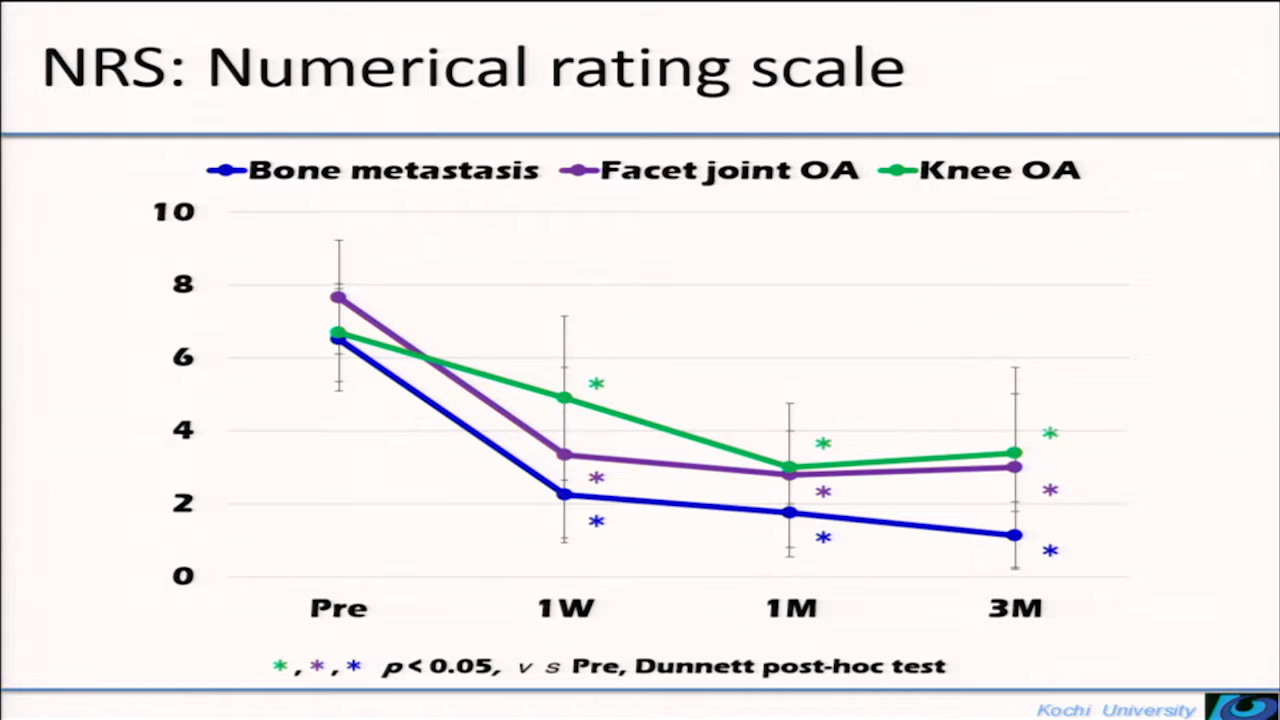 NRS: Numerical rating scale
Bone metastasis Facet joint OA Knee OA
10
8
6
4
2
0
* * * * * * * * *
Pre 1W 1M 3M
*, *, * p < 0.05, vs Pre, Dunnett post-hoc test
Kochi University